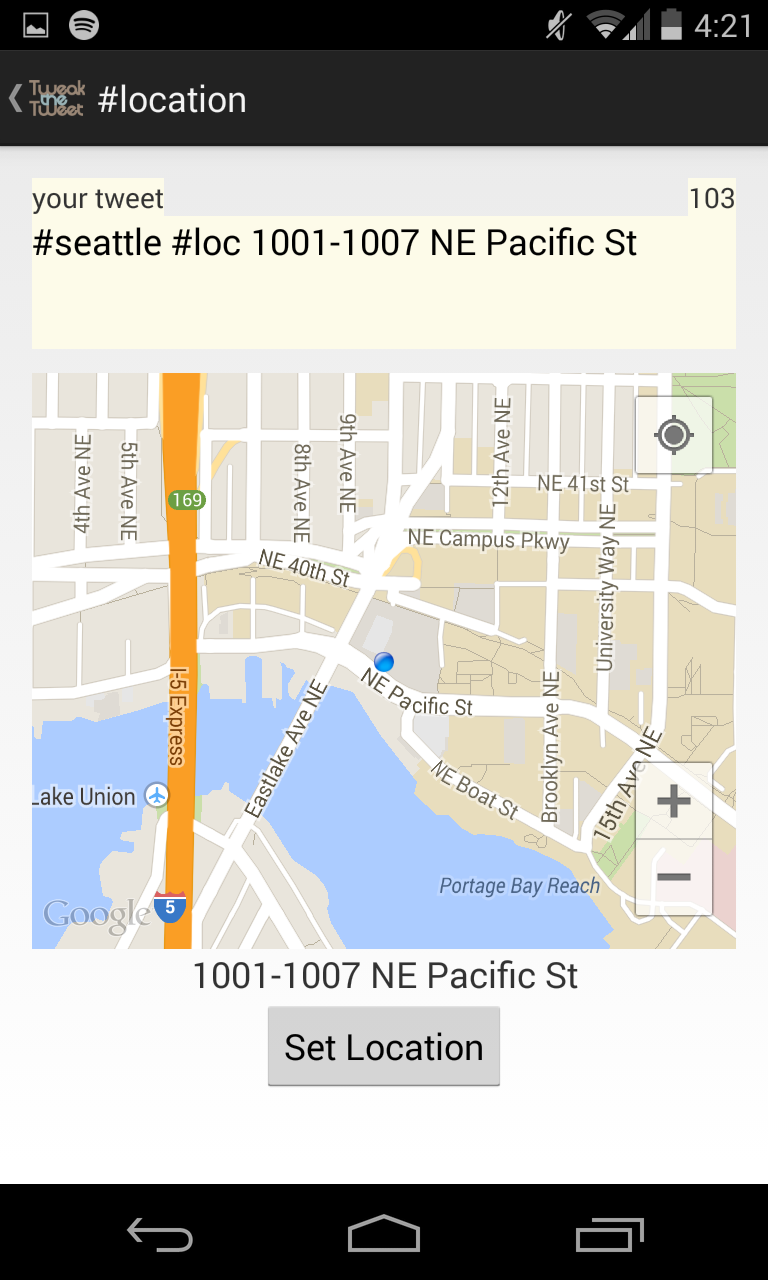 4:21
Tweak
the
Tweet
#location
your tweet
103
#seattle #loc 1001-1007 NE Pacific St
4th Ave NE
5th Ave NE
8th Ave NE
9th Ave NE
12th Ave NE
NE 41st St
169
NE Campus Pkwy
University Way NE
NE 40th St
I-5 Express
NE Pacific St
Eastlake Ave NE
Brooklyn Ave NE
15th Ave NE
NE Boat St
Lake Union
Portage Bay Reach
Google
5
1001-1007 NE Pacific St
Set Location